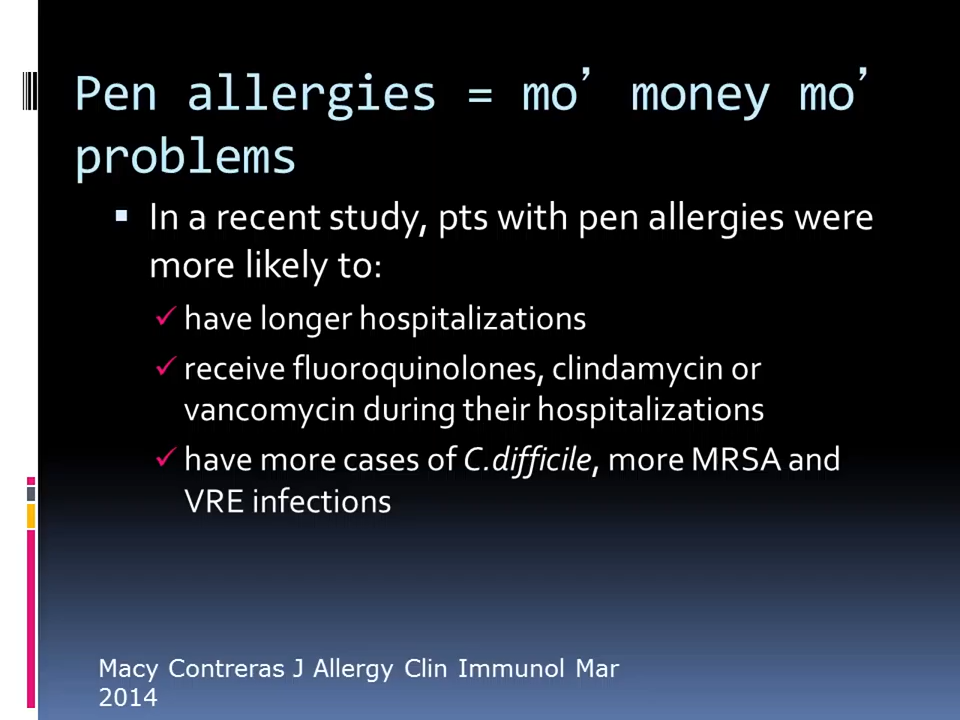 Pen allergies = mo’ money mo’
problems
In a recent study, pts with pen allergies were
more likely to:
have longer hospitalizations
receive fluoroquinolones, clindamycin or
vancomycin during their hospitalizations
have more cases of C.difficile, more MRSA and
VRE infections
Macy Contreras J Allergy Clin Immunol Mar
2014